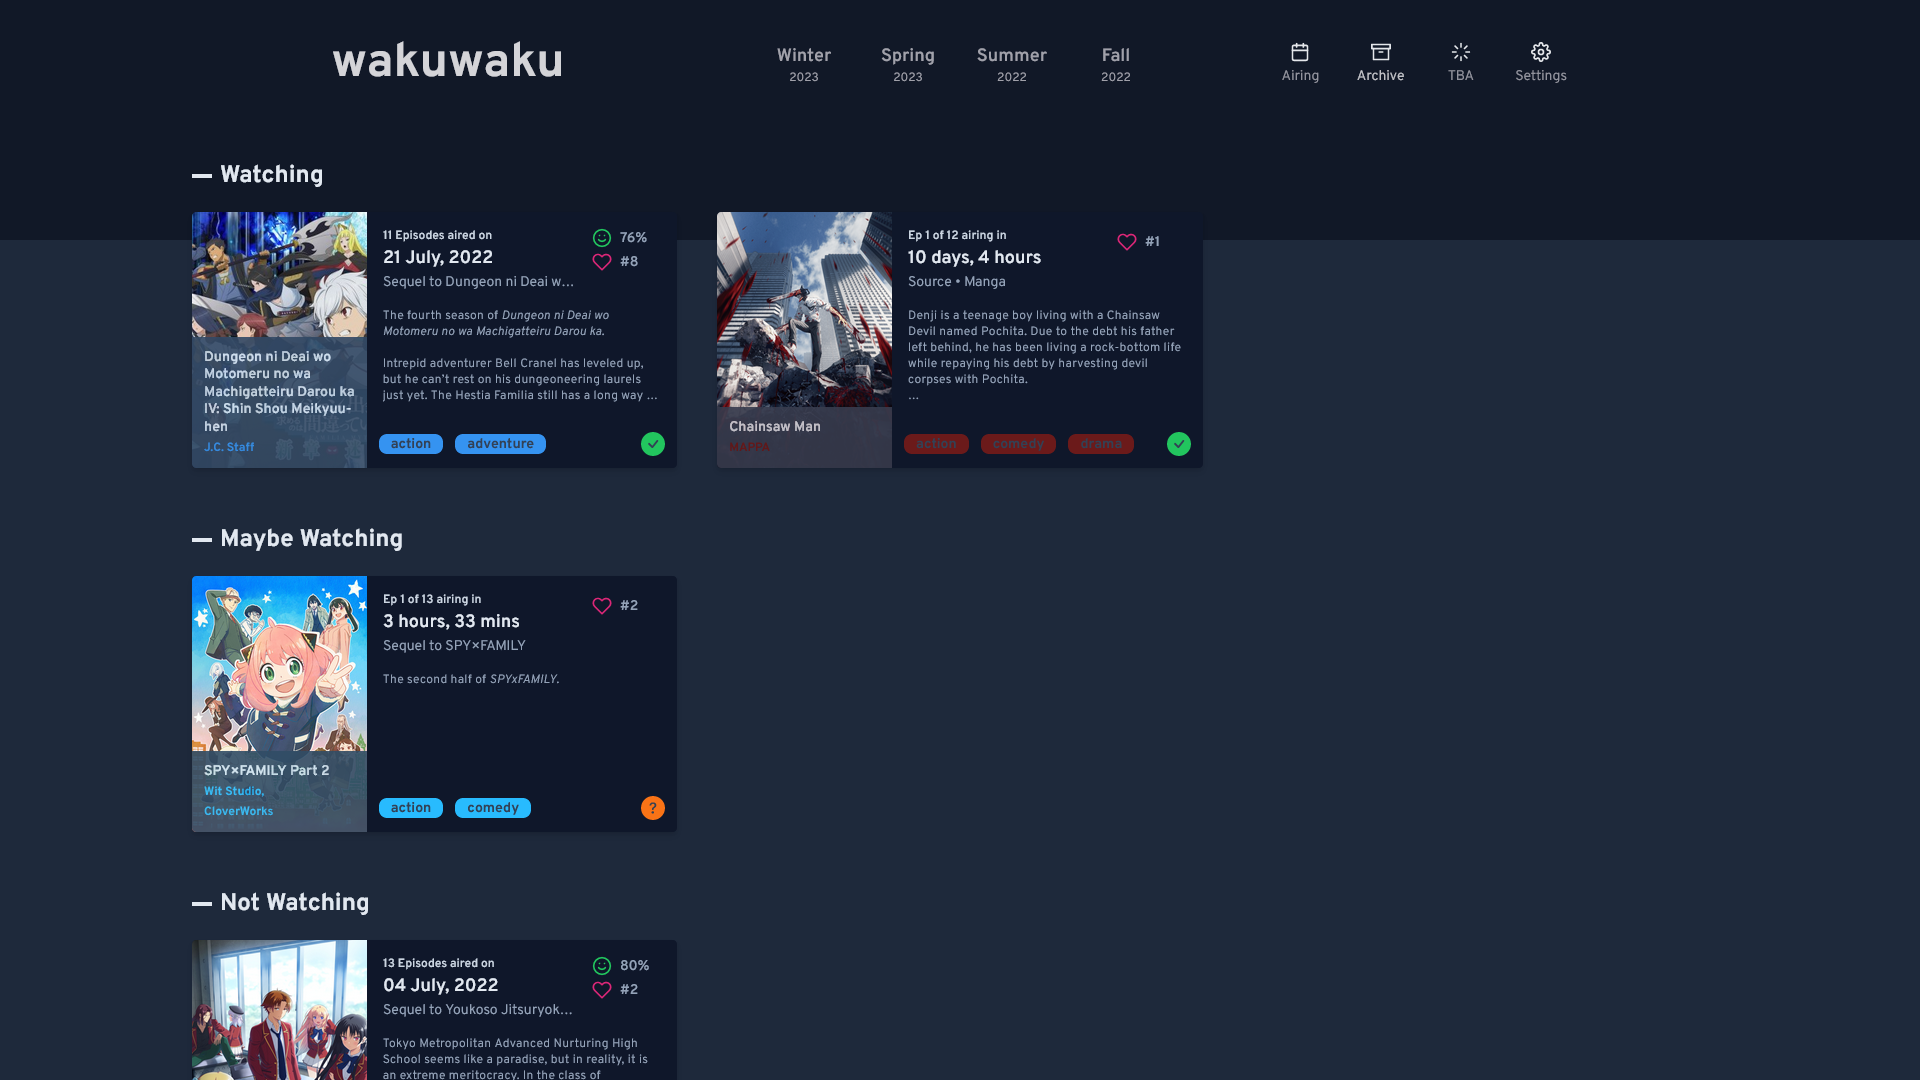 wakuwaku
Winter
2023
Spring
2023
Summer
2022
Fall
2022
Airing
Archive
TBA
Settings
Watching
11 Episodes aired on
21 July, 2022
Sequel to Dungeon ni Deai w...
76%
#8
The fourth season of Dungeon ni Deai wo
Motomeru no wa Machigatteiru Darou ka.
Intrepid adventurer Bell Cranel has leveled up,
but he can't rest on his dungeoneering laurels
just yet. The Hestia Familia still has a long way ...
Dungeon ni Deai wo
Motomeru no wa
Machigatteiru Darou ka
IV: Shin Shou Meikyuu-
hen
J.C. Staff
action
adventure
Ep 1 of 12 airing in
10 days, 4 hours
Source • Manga
#1
Denji is a teenage boy living with a Chainsaw
Devil named Pochita. Due to the debt his father
left behind, he has been living a rock-bottom life
while repaying his debt by harvesting devil
corpses with Pochita.
...
Chainsaw Man
MAPPA
action
comedy
drama
Maybe Watching
Ep 1 of 13 airing in
3 hours, 33 mins
Sequel to SPY×FAMILY
#2
The second half of SPYxFAMILY.
SPY×FAMILY Part 2
Wit Studio,
CloverWorks
action
comedy
?
Not Watching
13 Episodes aired on
04 July, 2022
Sequel to Youkoso Jitsuryok...
80%
#2
Tokyo Metropolitan Advanced Nurturing High
School seems like a paradise, but in reality, it is
an extreme meritocracy. In the class of